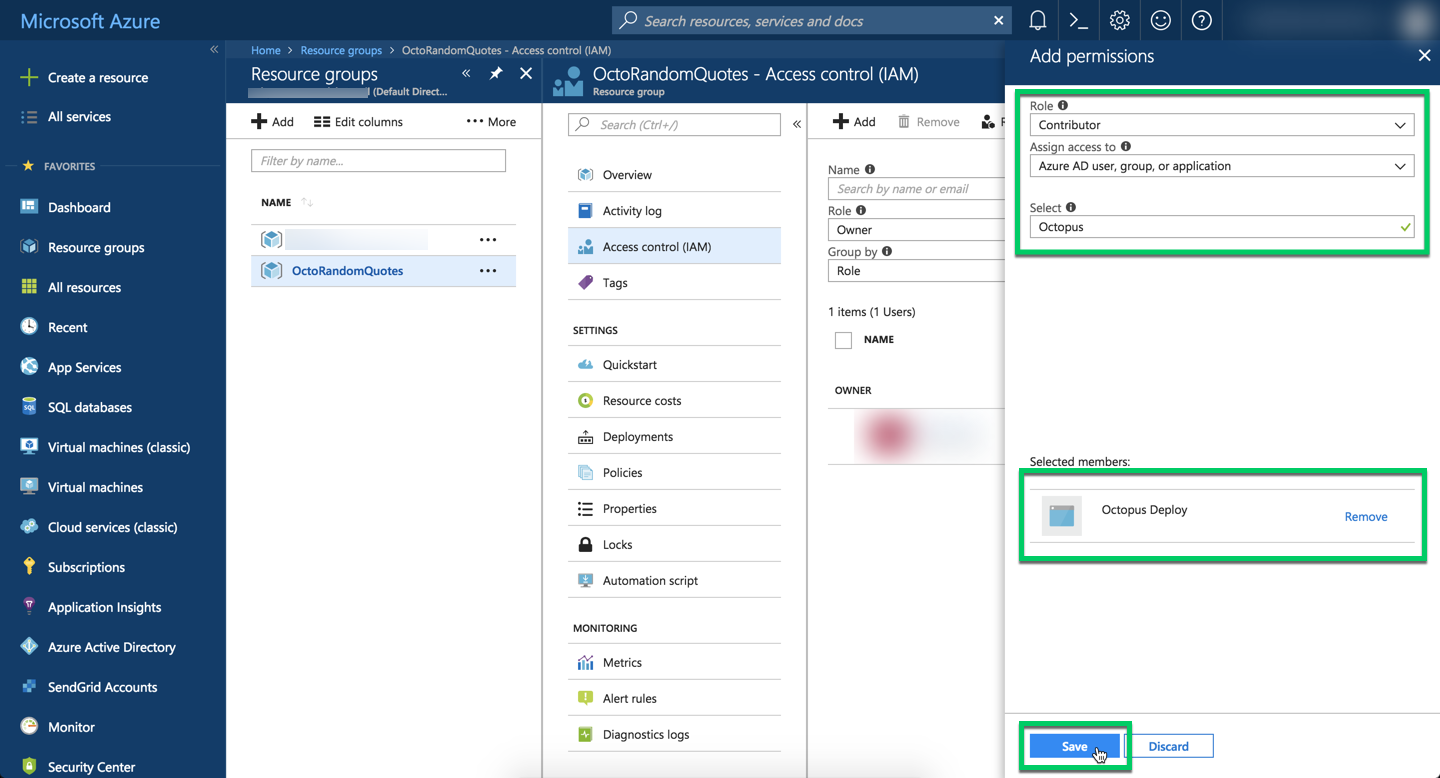 Microsoft Azure
Search resources, services and docs
Create a resource
All services
FAVORITES
Dashboard
Resource groups
All resources
Recent
App Services
SQL databases
Virtual machines (classic)
Virtual machines
Cloud services (classic)
Subscriptions
Application Insights
Azure Active Directory
SendGrid Accounts
Monitor
Security Center
Home > Resource groups > OctoRandomQuotes - Access control (IAM)
Resource groups
(Default Direct...
Add Edit columns ••• More
Filter by name...
NAME
OctoRandomQuotes
OctoRandomQuotes - Access control (IAM)
Resource group
Search (Ctrl+/)
Overview
Activity log
Access control (IAM)
Tags
SETTINGS
Quickstart
Resource costs
Deployments
Policies
Properties
Locks
Automation script
MONITORING
Metrics
Alert rules
Diagnostics logs
Add Remove R
Name
Search by name or email
Role
Owner
Group by
Role
1 items (1 Users)
NAME
OWNER
Add permissions
Role
Contributor
Assign access to
Azure AD user, group, or application
Select
Octopus
Selected members:
Octopus Deploy
Remove
Save Discard